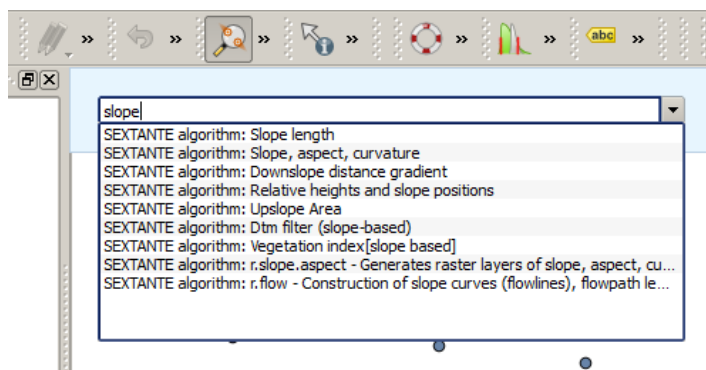 abc
slope
SEXTANTE algorithm: Slope length
SEXTANTE algorithm: Slope, aspect, curvature
SEXTANTE algorithm: Downslope distance gradient
SEXTANTE algorithm: Relative heights and slope positions
SEXTANTE algorithm: Upslope Area
SEXTANTE algorithm: Dtm filter (slope-based)
SEXTANTE algorithm: Vegetation index[slope based]
SEXTANTE algorithm: r.slope.aspect - Generates raster layers of slope, aspect, cu...
SEXTANTE algorithm: r.flow - Construction of slope curves (flowlines), flowpath le...